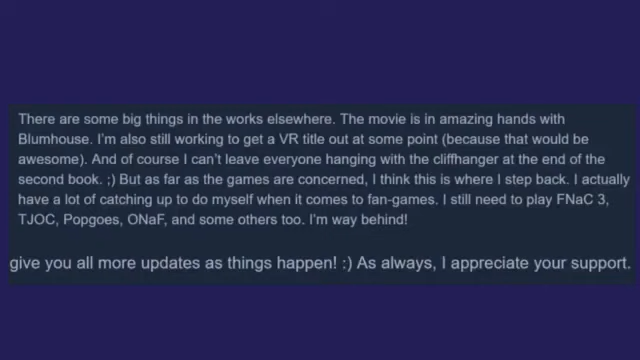 There are some big things in the works elsewhere. The movie is in amazing hands with
Blumhouse. I'm also still working to get a VR title out at some point (because that would be
awesome). And of course I can't leave everyone hanging with the cliffhanger at the end of the
second book. ;) But as far as the games are concerned, I think this is where I step back. I actually
have a lot of catching up to do myself when it comes to fan-games. I still need to play FNaC 3,
TJOC, Popgoes, ONaF, and some others too. I'm way behind!
give you all more updates as things happen! :) As always, I appreciate your support.